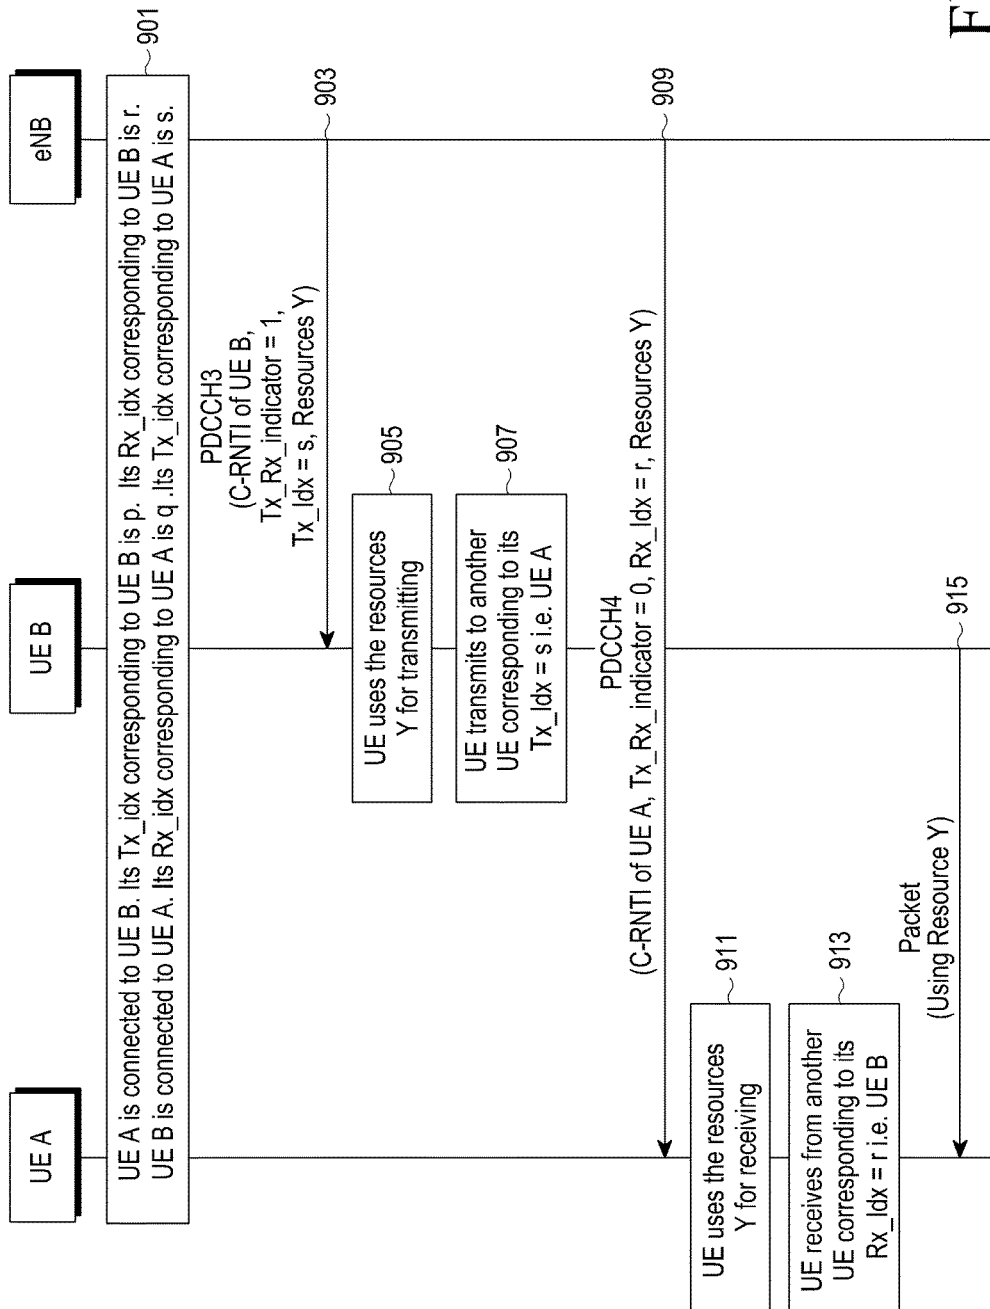 UE A
UE B
eNB
901
UE A is connected to UE B. Its Tx_idx corresponding to UE B is p. Its Rx_idx corresponding to UE B is r.
UE B is connected to UE A. Its Rx_idx corresponding to UE A is q .Its Tx_idx corresponding to UE A is s.
903
PDCCH3
(C-RNTI of UE B,
Tx_Rx_indicator = 1,
Tx_Idx = s, Resources Y)
905
UE uses the resources
Y for transmitting
907
UE transmits to another
UE corresponding to its
Tx_Idx = s i.e. UE A
909
PDCCH4
(C-RNTI of UE A, Tx_Rx_indicator = 0, Rx_Idx = r, Resources Y)
911
UE uses the resources
Y for receiving
913
UE receives from another
UE corresponding to its
Rx_Idx = r i.e. UE B
915
Packet
(Using Resource Y)